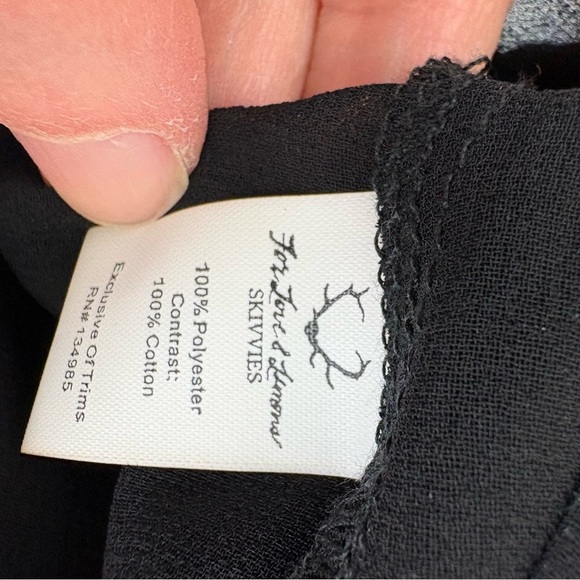 For Love & Lemons
SKIVVIES
100% Polyester
Contrast:
100% Cotton
Exclusive Of Trims
RN# 134985